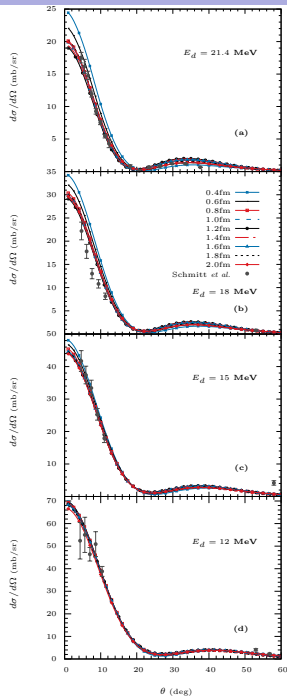 25
20
15
10
5
dσ/dΩ (mb/sr)
E_d = 21.4 MeV
(a)
35
30
25
20
15
10
5
dσ/dΩ (mb/sr)
0.4fm
0.6fm
0.8fm
1.0fm
1.2fm
1.4fm
1.6fm
1.8fm
2.0fm
Schmitt et al.
E_d = 18 MeV
(b)
50
40
30
20
10
dσ/dΩ (mb/sr)
E_d = 15 MeV
(c)
70
60
50
40
30
20
10
0
dσ/dΩ (mb/sr)
E_d = 12 MeV
(d)
0 10 20 30 40 50 60
θ (deg)